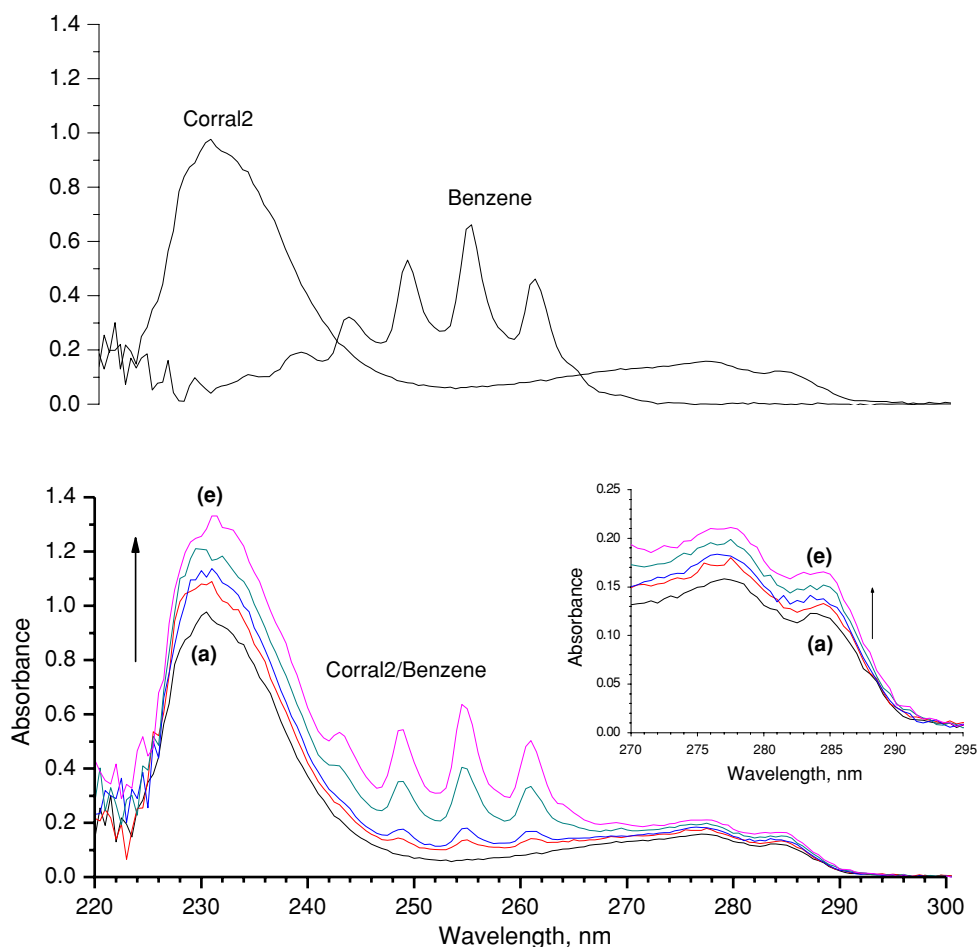 1.4
1.2
1.0
0.8
0.6
0.4
0.2
0.0
Corral2
Benzene
Absorbance
1.4
1.2
1.0
0.8
0.6
0.4
0.2
0.0
(e)
(a)
Corral2/Benzene
220 230 240 250 260 270 280 290 300
Wavelength, nm
Absorbance
0.25
0.20
0.15
0.10
0.05
0.00
(e)
(a)
270 275 280 285 290 295
Wavelength, nm